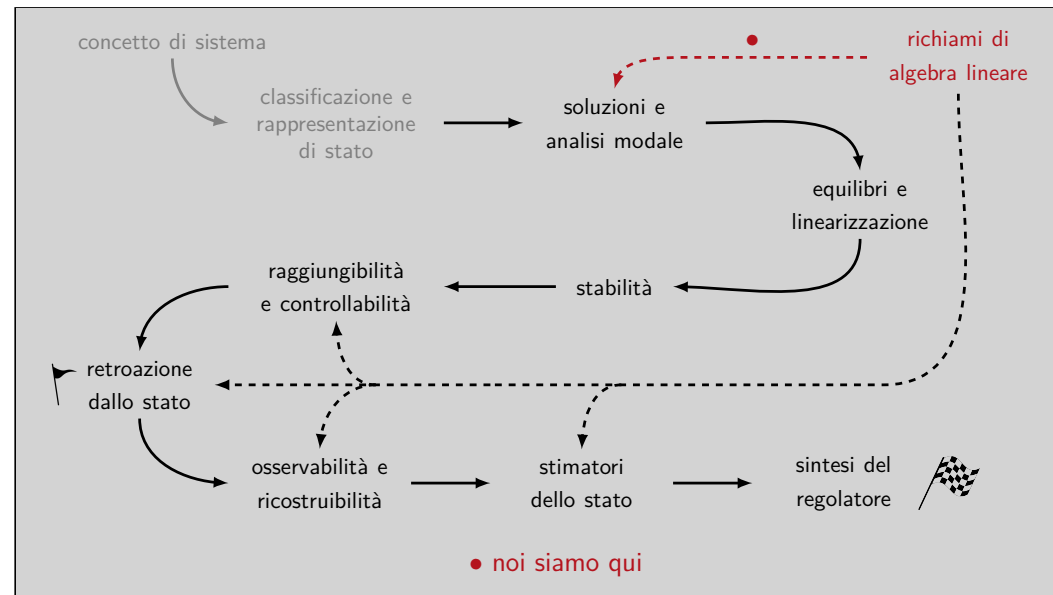 concetto di sistema
richiami di
algebra lineare
classificazione e
rappresentazione
di stato
soluzioni e
analisi modale
equilibri e
linearizzazione
raggiungibilità
e controllabilità
stabilità
retroazione
dallo stato
osservabilità e
ricostruibilità
stimatori
dello stato
sintesi del
regolatore
• noi siamo qui